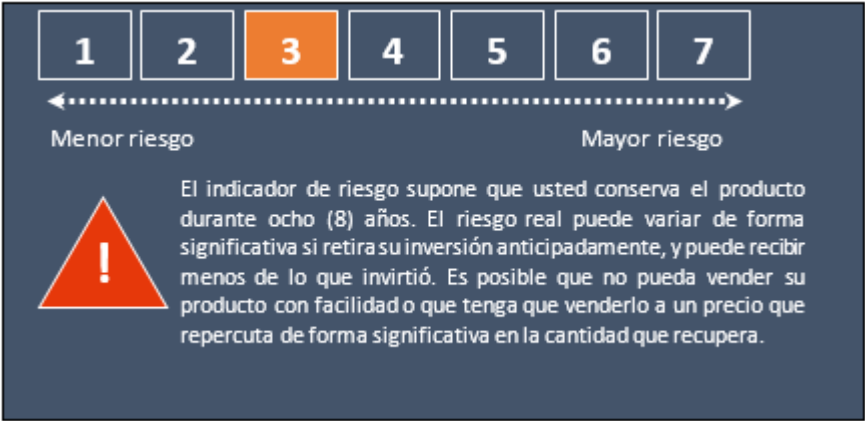 1 2 3 4 5 6 7
Menor riesgo Mayor riesgo
El indicador de riesgo supone que usted conserva el producto
durante ocho (8) años. El riesgo real puede variar de forma
significativa si retira su inversión anticipadamente, y puede recibir
menos de lo que invirtió. Es posible que no pueda vender su
producto con facilidad o que tenga que venderlo a un precio que
repercuta de forma significativa en la cantidad que recupera.
!